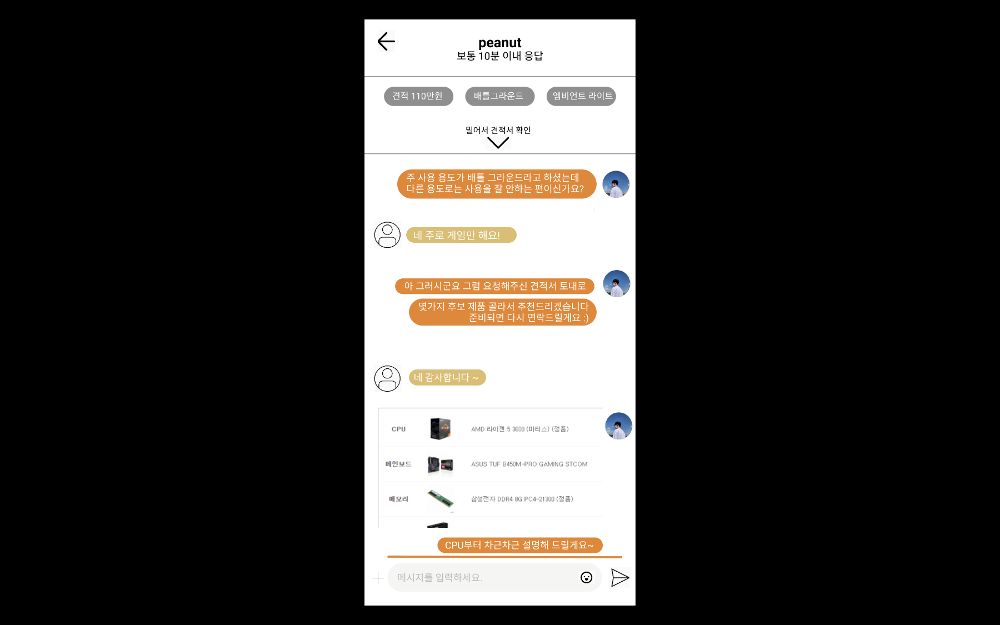 peanut
보통 10분 이내 응답
견적 110만원
배틀그라운드
엠비언트 라이트
밀어서 견적서 확인
주 사용 용도가 배틀 그라운드라고 하셨는데
다른 용도로는 사용을 잘 안하는 편이신가요?
네 주로 게임만 해요!
아 그러시군요 그럼 요청해주신 견적서 토대로
몇가지 후보 제품 골라서 추천드리겠습니다
준비되면 다시 연락드릴게요 :)
네 감사합니다 ~
CPU AMD 라이젠 5 3600 (마티스) (정품)
메인보드 ASUS TUF B450M-PRO GAMING STCOM
메모리 삼성전자 DDR4 8G PC4-21300 (정품)
CPU부터 차근차근 설명해 드릴게요~
메시지를 입력하세요.